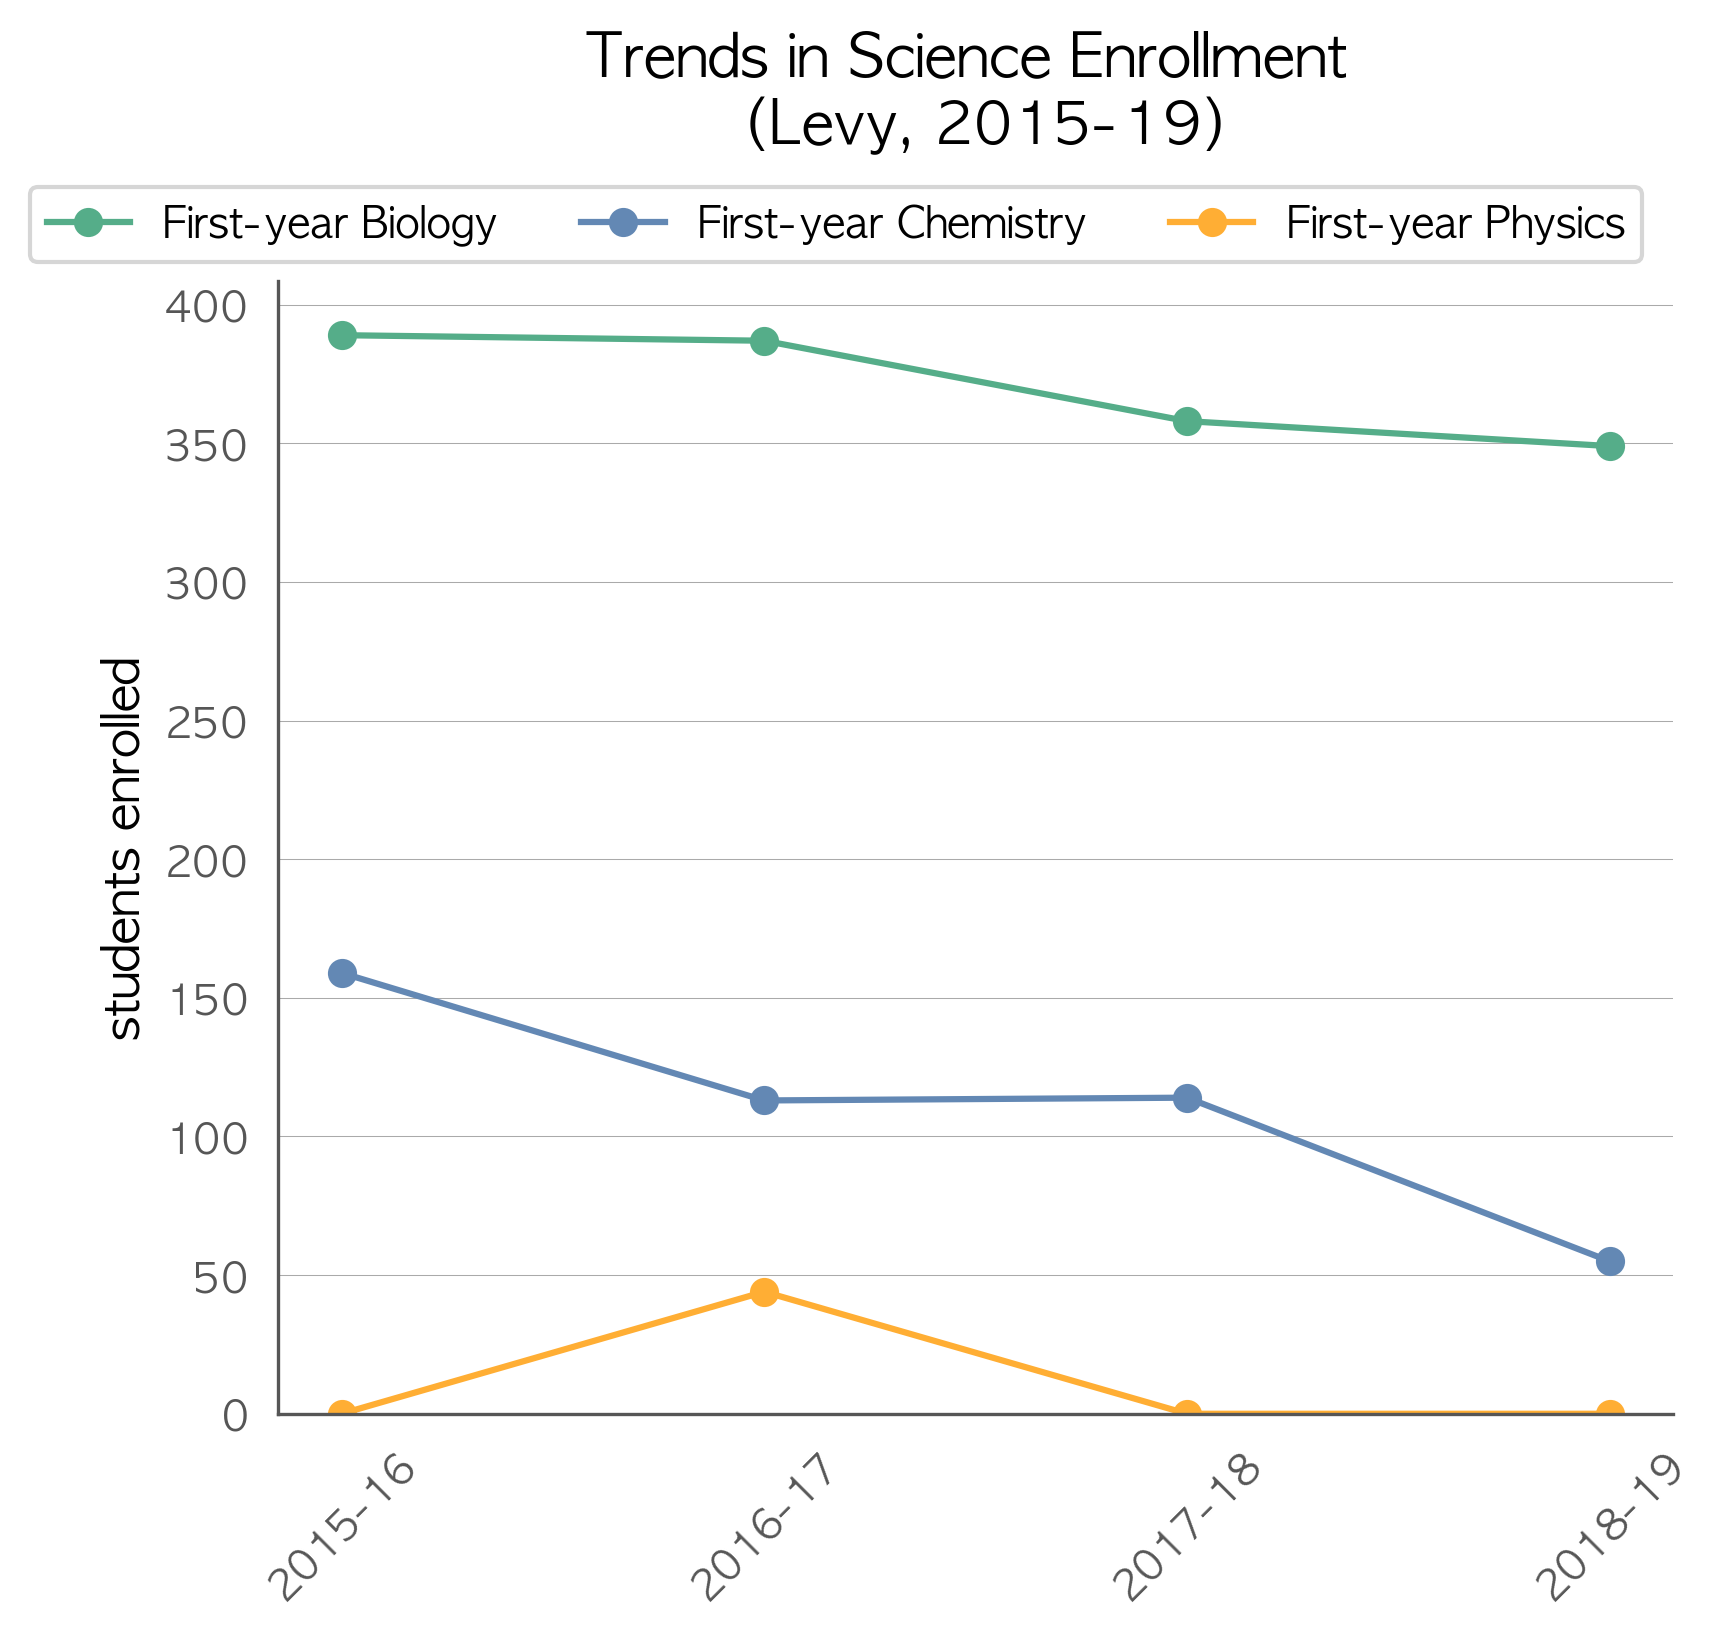 Trends in Science Enrollment
(Levy, 2015-19)
First-year Biology
First-year Chemistry
First-year Physics
400
350
300
250
200
150
100
50
0
students enrolled
2015-16
2016-17
2017-18
2018-19